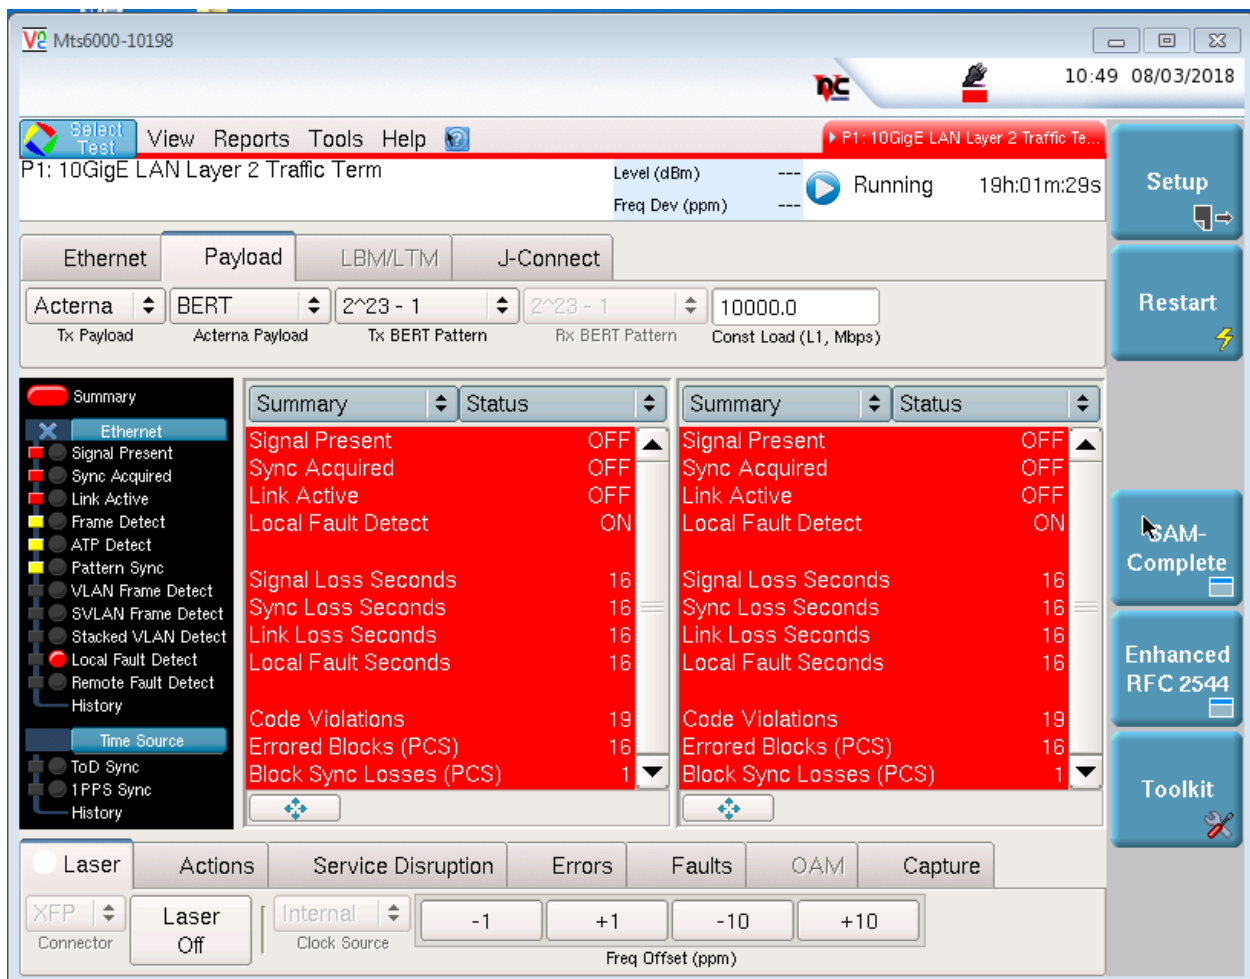 Mts6000-10198
10:49 08/03/2018
Select Test View Reports Tools Help
P1: 10GigE LAN Layer 2 Traffic Te...
P1: 10GigE LAN Layer 2 Traffic Term
Level (dBm) ---
Freq Dev (ppm) ---
Running 19h:01m:29s
Setup
Restart
SAM-Complete
Enhanced RFC 2544
Toolkit
Ethernet Payload LBM/LTM J-Connect
Acterna BERT 2^23 - 1 2^23 - 1 10000.0
Tx Payload Acterna Payload Tx BERT Pattern Rx BERT Pattern Const Load (L1, Mbps)
Summary
Ethernet
Signal Present
Sync Acquired
Link Active
Frame Detect
ATP Detect
Pattern Sync
VLAN Frame Detect
SVLAN Frame Detect
Stacked VLAN Detect
Local Fault Detect
Remote Fault Detect
History
Time Source
ToD Sync
1PPS Sync
History
Summary Status
Signal Present OFF
Sync Acquired OFF
Link Active OFF
Local Fault Detect ON
Signal Loss Seconds 16
Sync Loss Seconds 16
Link Loss Seconds 16
Local Fault Seconds 16
Code Violations 19
Errored Blocks (PCS) 16
Block Sync Losses (PCS) 1
Summary Status
Signal Present OFF
Sync Acquired OFF
Link Active OFF
Local Fault Detect ON
Signal Loss Seconds 16
Sync Loss Seconds 16
Link Loss Seconds 16
Local Fault Seconds 16
Code Violations 19
Errored Blocks (PCS) 16
Block Sync Losses (PCS) 1
Laser Actions Service Disruption Errors Faults OAM Capture
XFP Laser Off Internal -1 +1 -10 +10
Connector Clock Source Freq Offset (ppm)